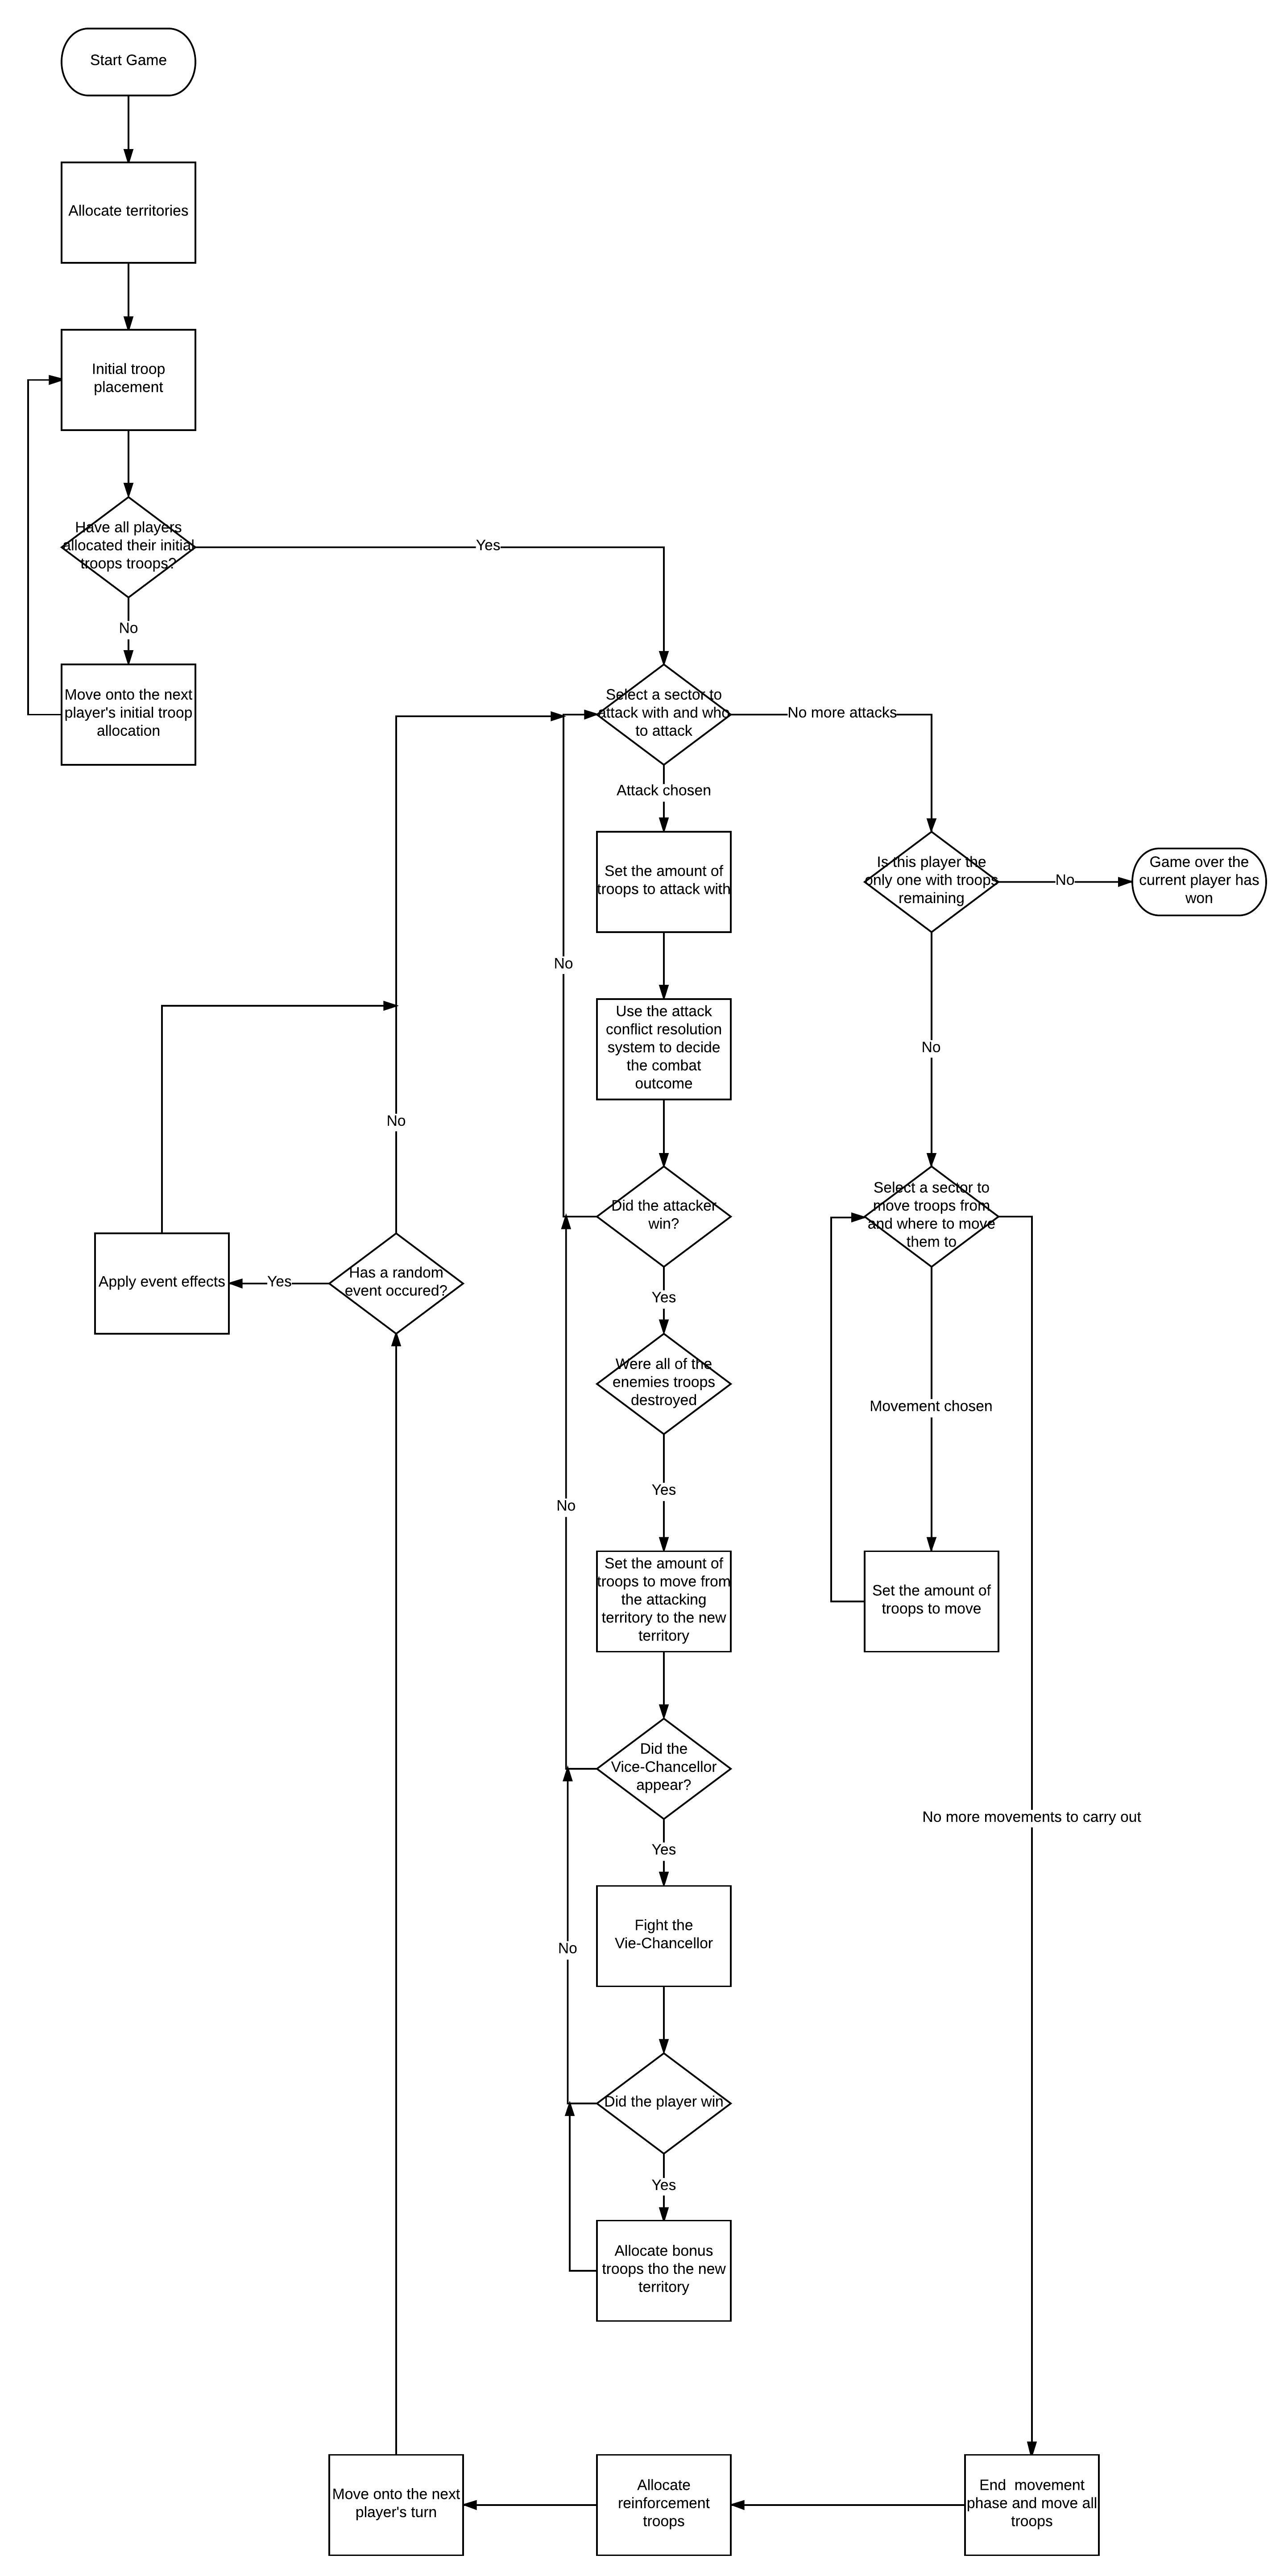 Start Game
Allocate territories
Initial troop
placement
Have all players
allocated their initial
troops troops?
Yes
No
Move onto the next
player's initial troop
allocation
Select a sector to
attack with and who
to attack
No more attacks
Attack chosen
Set the amount of
troops to attack with
Is this player the
only one with troops
remaining
No
Game over the
current player has
won
No
Use the attack
conflict resolution
system to decide
the combat
outcome
No
No
Did the attacker
win?
Select a sector to
move troops from
and where to move
them to
Apply event effects
Yes
Has a random
event occured?
Yes
Were all of the
enemies troops
destroyed
Movement chosen
Yes
No
Set the amount of
troops to move from
the attacking
territory to the new
territory
Set the amount of
troops to move
Did the
Vice-Chancellor
appear?
No more movements to carry out
Yes
Fight the
Vie-Chancellor
No
Did the player win
Yes
Allocate bonus
troops tho the new
territory
Move onto the next
player's turn
Allocate
reinforcement
troops
End  movement
phase and move all
troops